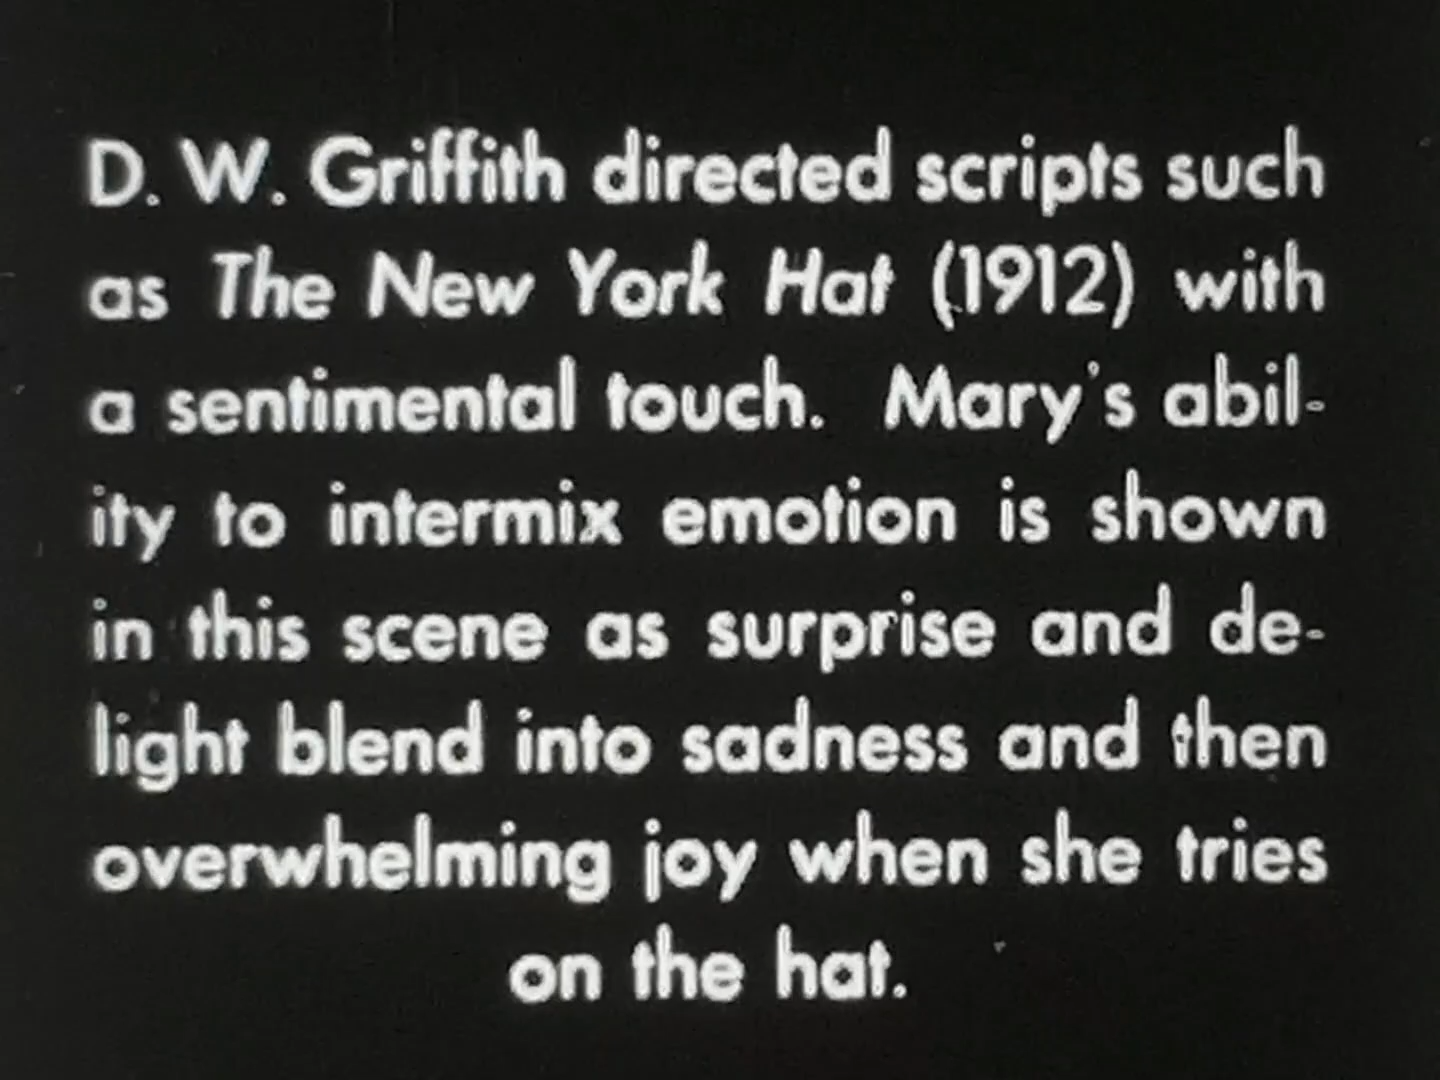 D. W. Griffith directed scripts such
as The New York Hat (1912) with
a sentimental touch. Mary's abil-
ity to intermix emotion is shown
in this scene as surprise and de-
light blend into sadness and then
overwhelming joy when she tries
on the hat.